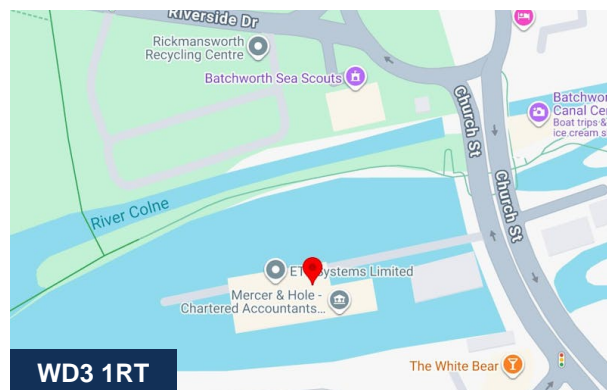 Riverside Dr
Rickmansworth
Recycling Centre
Batchworth Sea Scouts
Church St
Batchwo
Canal Ce
Boat trips &
ice cream s
Church St
River Colne
Systems Limited
Mercer & Hole -
Chartered Accountants...
The White Bear
WD3 1RT